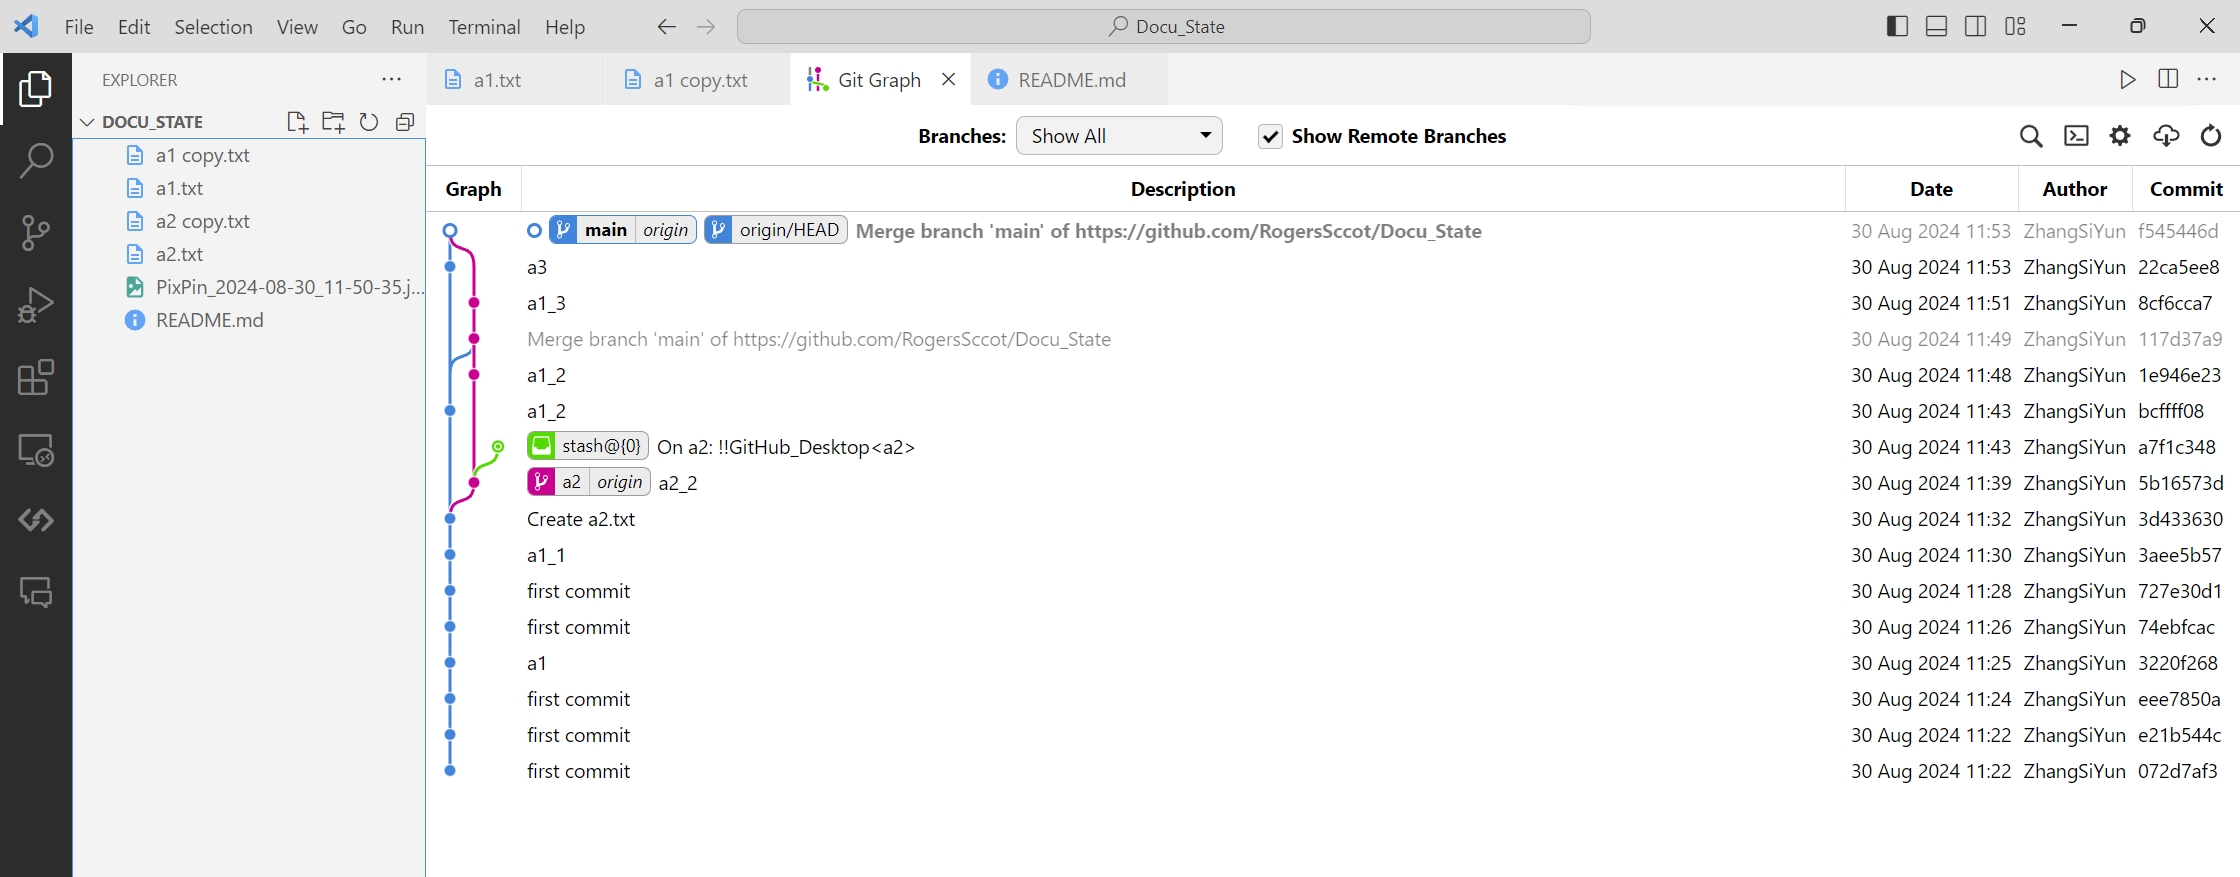 File Edit Selection View Go Run Terminal Help Docu_State
EXPLORER
a1.txt a1 copy.txt Git Graph README.md
DOCU_STATE
a1 copy.txt
a1.txt
a2 copy.txt
a2.txt
PixPin_2024-08-30_11-50-35.j...
README.md
Branches: Show All Show Remote Branches
Graph Description Date Author Commit
main origin origin/HEAD Merge branch 'main' of https://github.com/RogersSccot/Docu_State 30 Aug 2024 11:53 ZhangSiYun f545446d
a3 30 Aug 2024 11:53 ZhangSiYun 22ca5ee8
a1_3 30 Aug 2024 11:51 ZhangSiYun 8cf6cca7
Merge branch 'main' of https://github.com/RogersSccot/Docu_State 30 Aug 2024 11:49 ZhangSiYun 117d37a9
a1_2 30 Aug 2024 11:48 ZhangSiYun 1e946e23
a1_2 30 Aug 2024 11:43 ZhangSiYun bcffff08
stash@{0} On a2: !!GitHub_Desktop<a2> 30 Aug 2024 11:43 ZhangSiYun a7f1c348
a2 origin a2_2 30 Aug 2024 11:39 ZhangSiYun 5b16573d
Create a2.txt 30 Aug 2024 11:32 ZhangSiYun 3d433630
a1_1 30 Aug 2024 11:30 ZhangSiYun 3aee5b57
first commit 30 Aug 2024 11:28 ZhangSiYun 727e30d1
first commit 30 Aug 2024 11:26 ZhangSiYun 74ebfcac
a1 30 Aug 2024 11:25 ZhangSiYun 3220f268
first commit 30 Aug 2024 11:24 ZhangSiYun eee7850a
first commit 30 Aug 2024 11:22 ZhangSiYun e21b544c
first commit 30 Aug 2024 11:22 ZhangSiYun 072d7af3